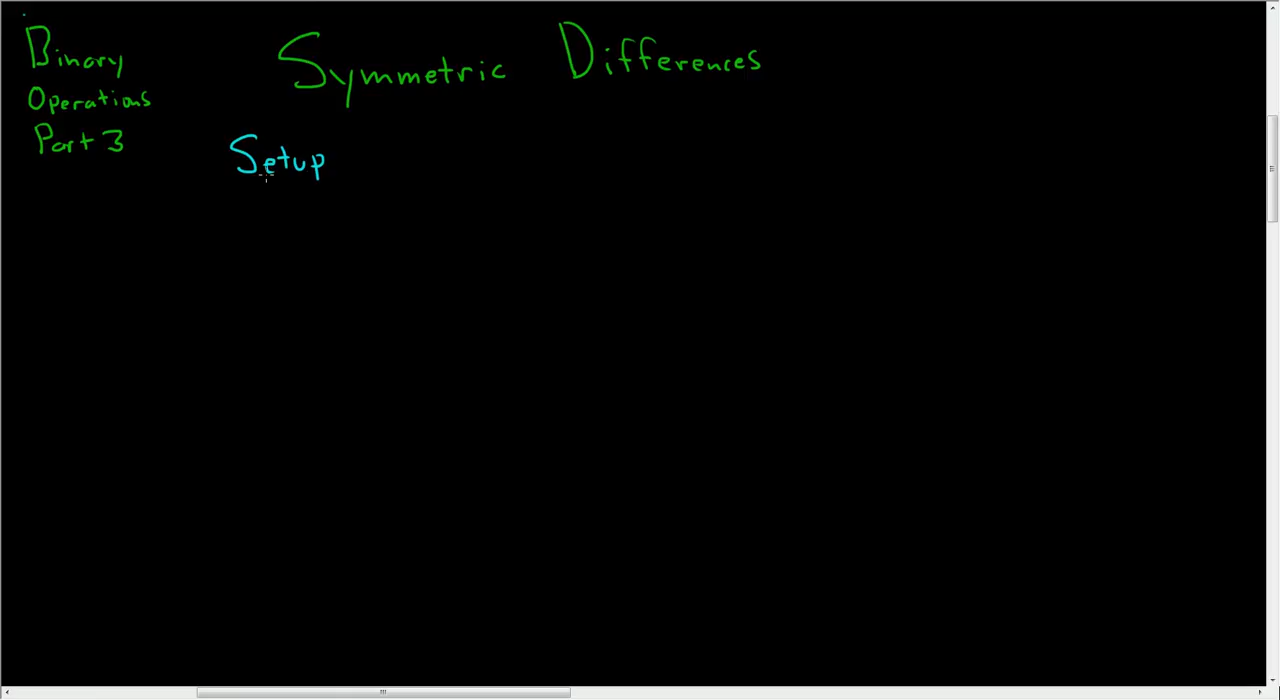 Binary
Operations
Part 3
Symmetric Differences
Setup